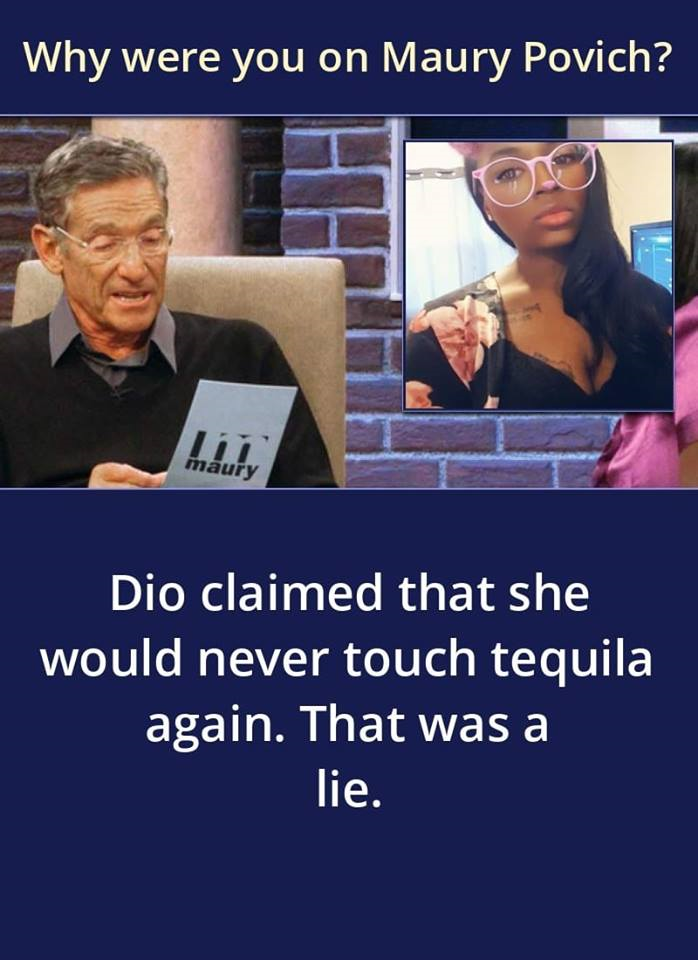 Why were you on Maury Povich?
maury
Dio claimed that she
would never touch tequila
again. That was a
lie.